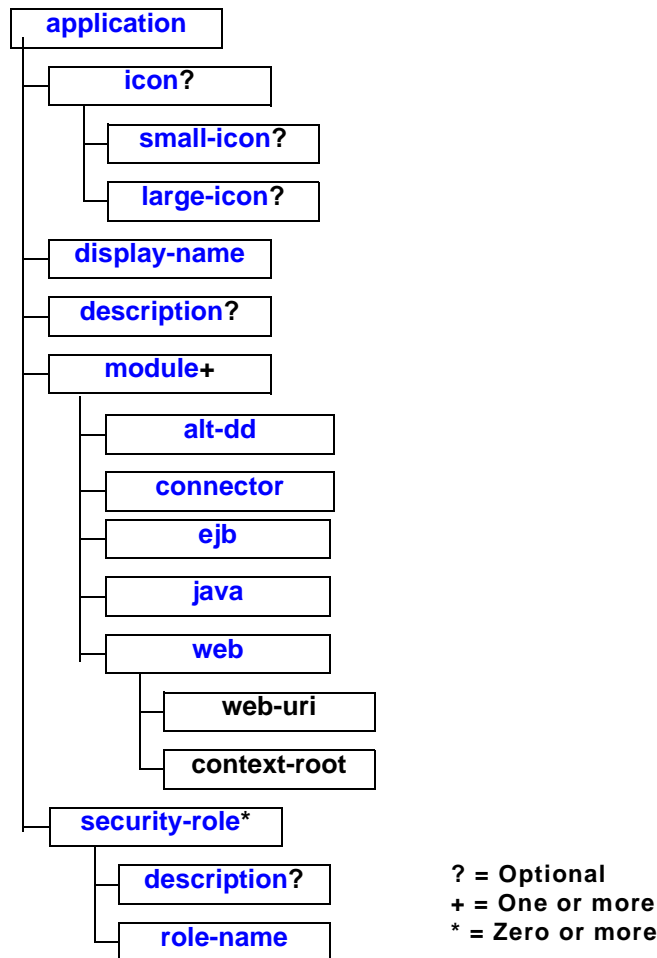 application
icon?
small-icon?
large-icon?
display-name
description?
module+
alt-dd
connector
ejb
java
web
web-uri
context-root
security-role*
description?
role-name
? = Optional
+ = One or more
* = Zero or more